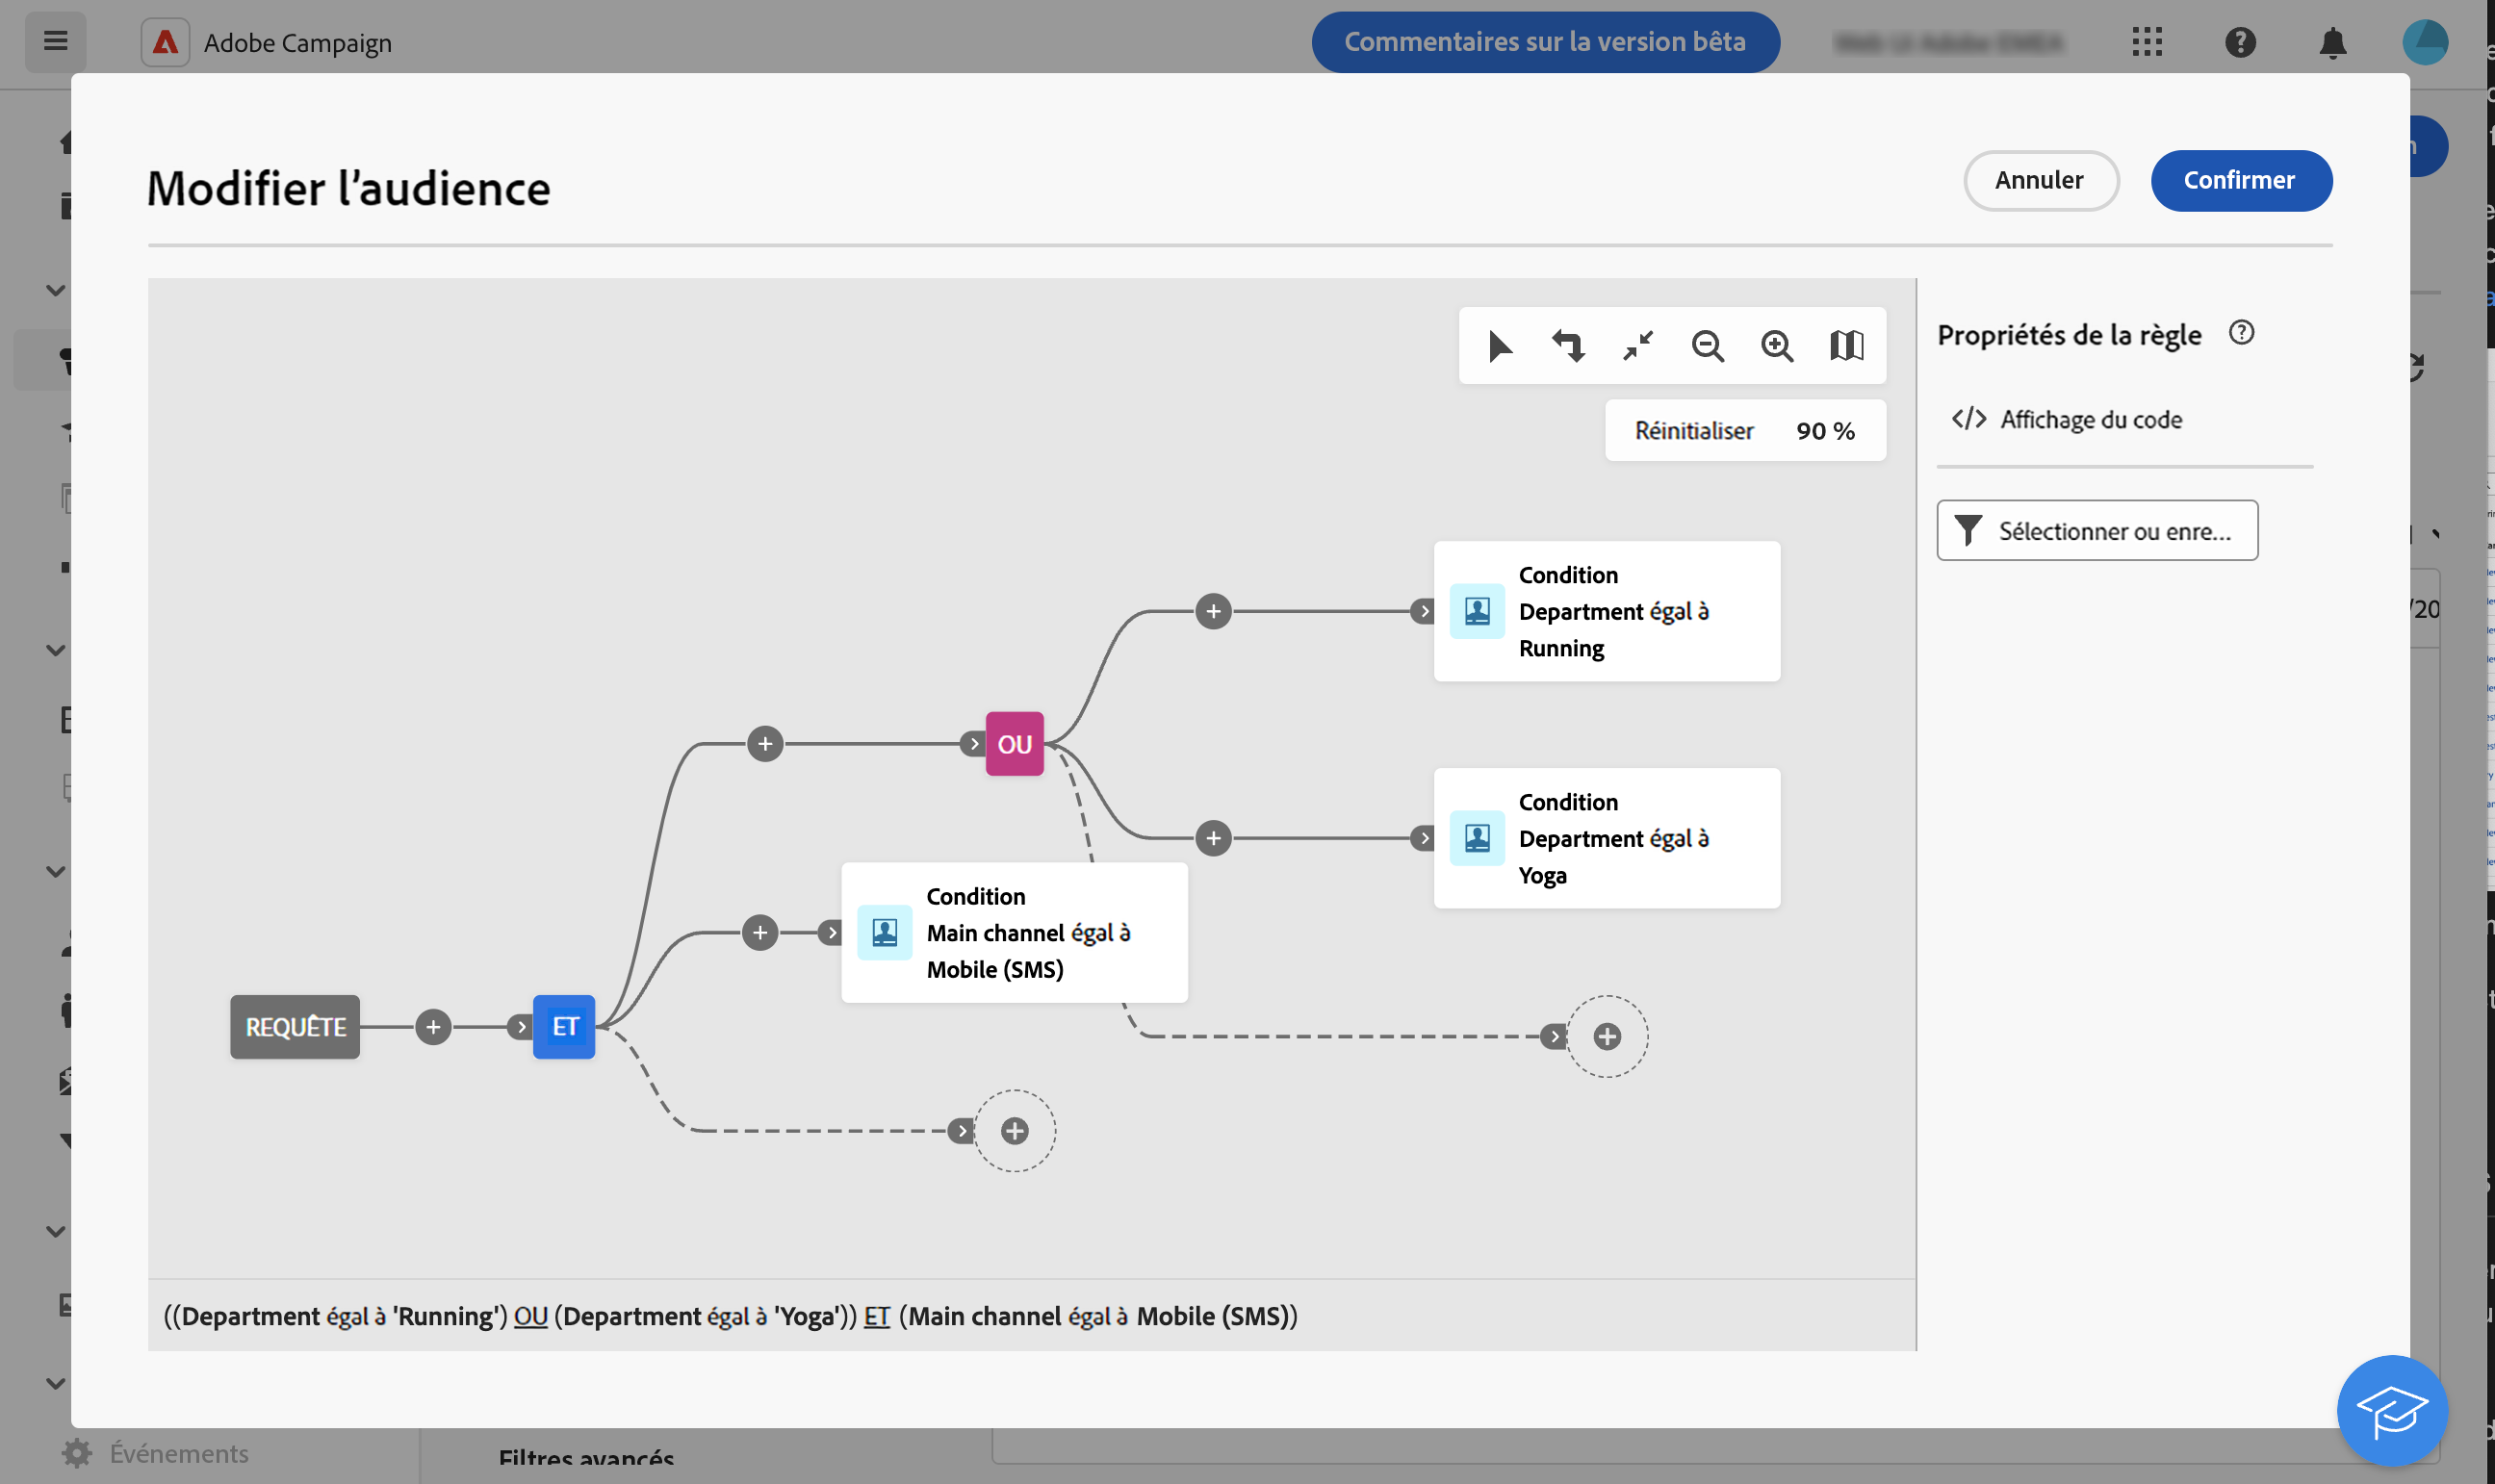 Adobe Campaign
Commentaires sur la version bêta
Modifier l’audience
Annuler
Confirmer
Réinitialiser 90 %
Propriétés de la règle
</> Affichage du code
Sélectionner ou enre...
Condition
Department égal à
Running
OU
Condition
Department égal à
Yoga
Condition
Main channel égal à
Mobile (SMS)
REQUÊTE
ET
((Department égal à 'Running') OU (Department égal à 'Yoga')) ET (Main channel égal à Mobile (SMS))
/20
Événements
Filtres avancés